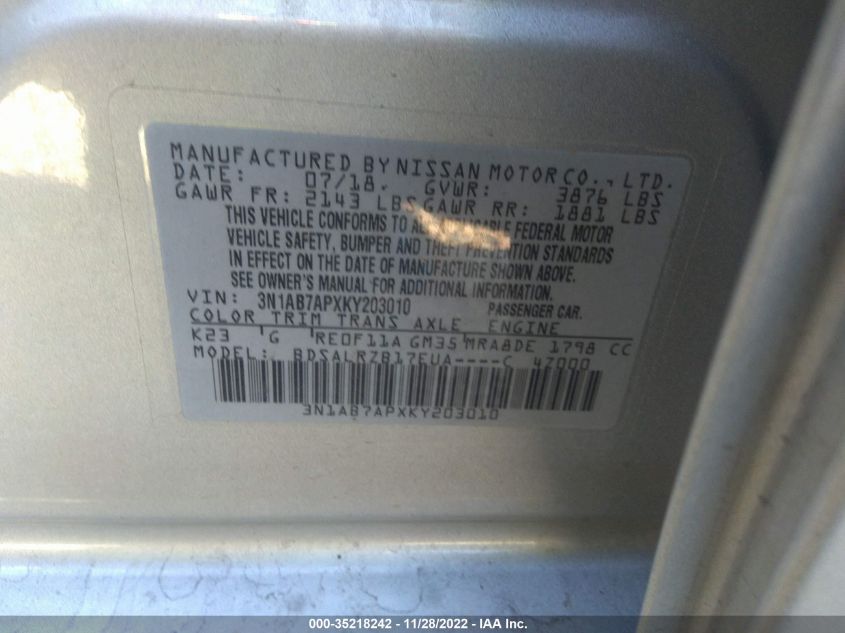 MANUFACTURED BY NISSAN MOTOR CO., LTD.
DATE: 07/18. GVWR: 3876 LBS
GAWR FR: 2143 LBS GAWR RR: 1881 LBS
THIS VEHICLE CONFORMS TO ALL APPLICABLE FEDERAL MOTOR
VEHICLE SAFETY, BUMPER AND THEFT PREVENTION STANDARDS
IN EFFECT ON THE DATE OF MANUFACTURE SHOWN ABOVE.
SEE OWNER'S MANUAL FOR ADDITIONAL INFORMATION.
VIN: 3N1AB7APXKY203010 PASSENGER CAR.
COLOR TRIM TRANS AXLE ENGINE
K23 G RE0F11A GM35 MRA8DE 1798 CC
MODEL: BDSALRZB17EUA----C 47000
3N1AB7APXKY203010
000-35218242 - 11/28/2022 - IAA Inc.